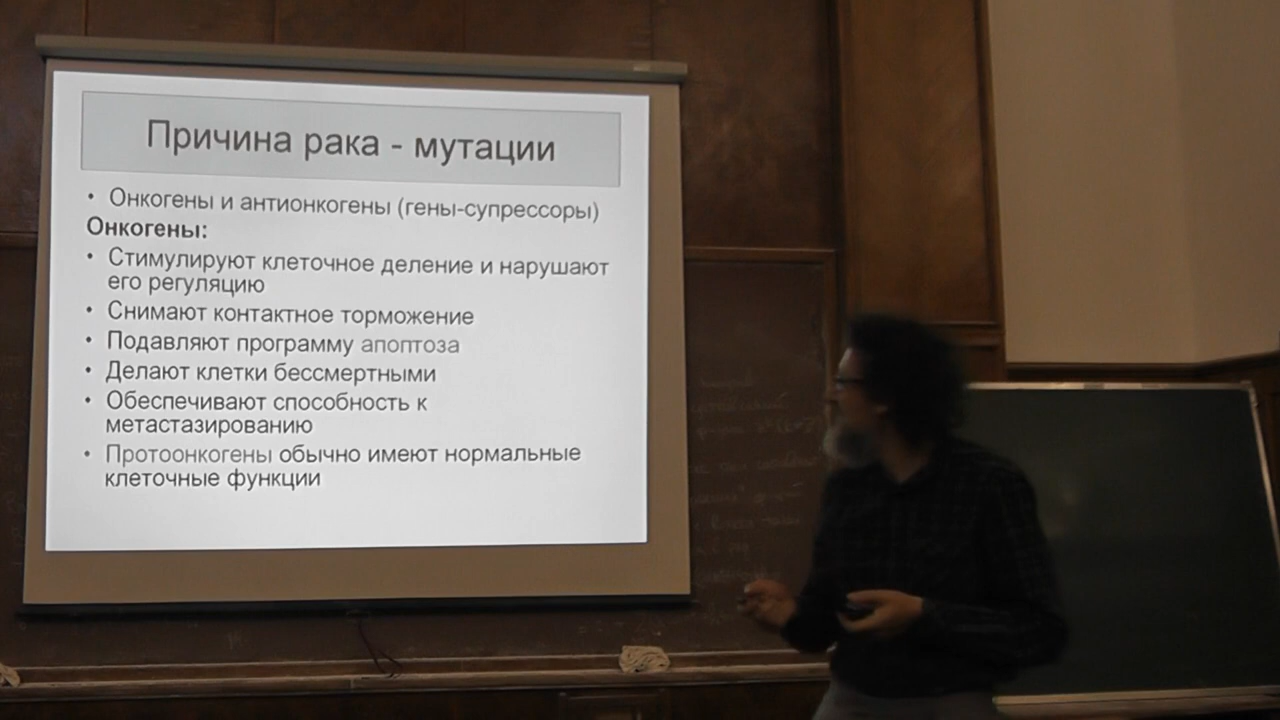 Причина рака - мутации
• Онкогены и антионкогены (гены-супрессоры)
Онкогены:
• Стимулируют клеточное деление и нарушают
его регуляцию
• Снимают контактное торможение
• Подавляют программу апоптоза
• Делают клетки бессмертными
• Обеспечивают способность к
метастазированию
• Протоонкогены обычно имеют нормальные
клеточные функции